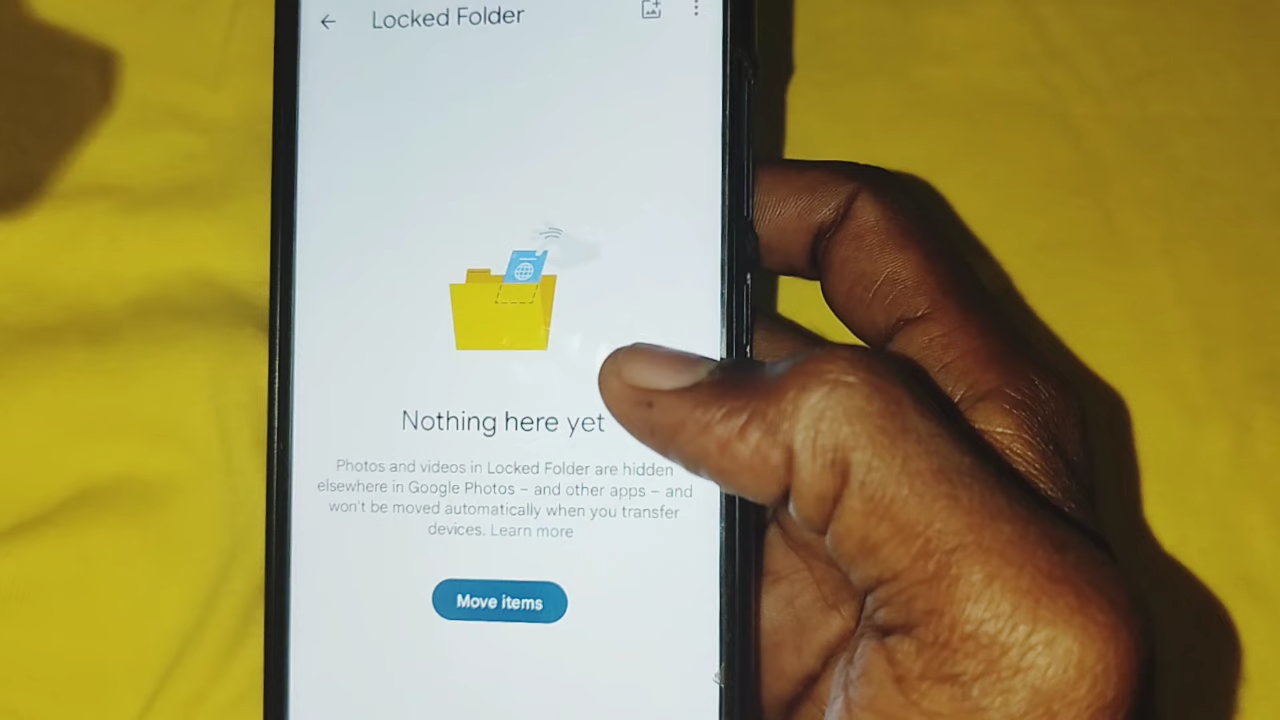 Locked Folder
Nothing here yet
Photos and videos in Locked Folder are hidden
elsewhere in Google Photos – and other apps – and
won't be moved automatically when you transfer
devices. Learn more
Move items